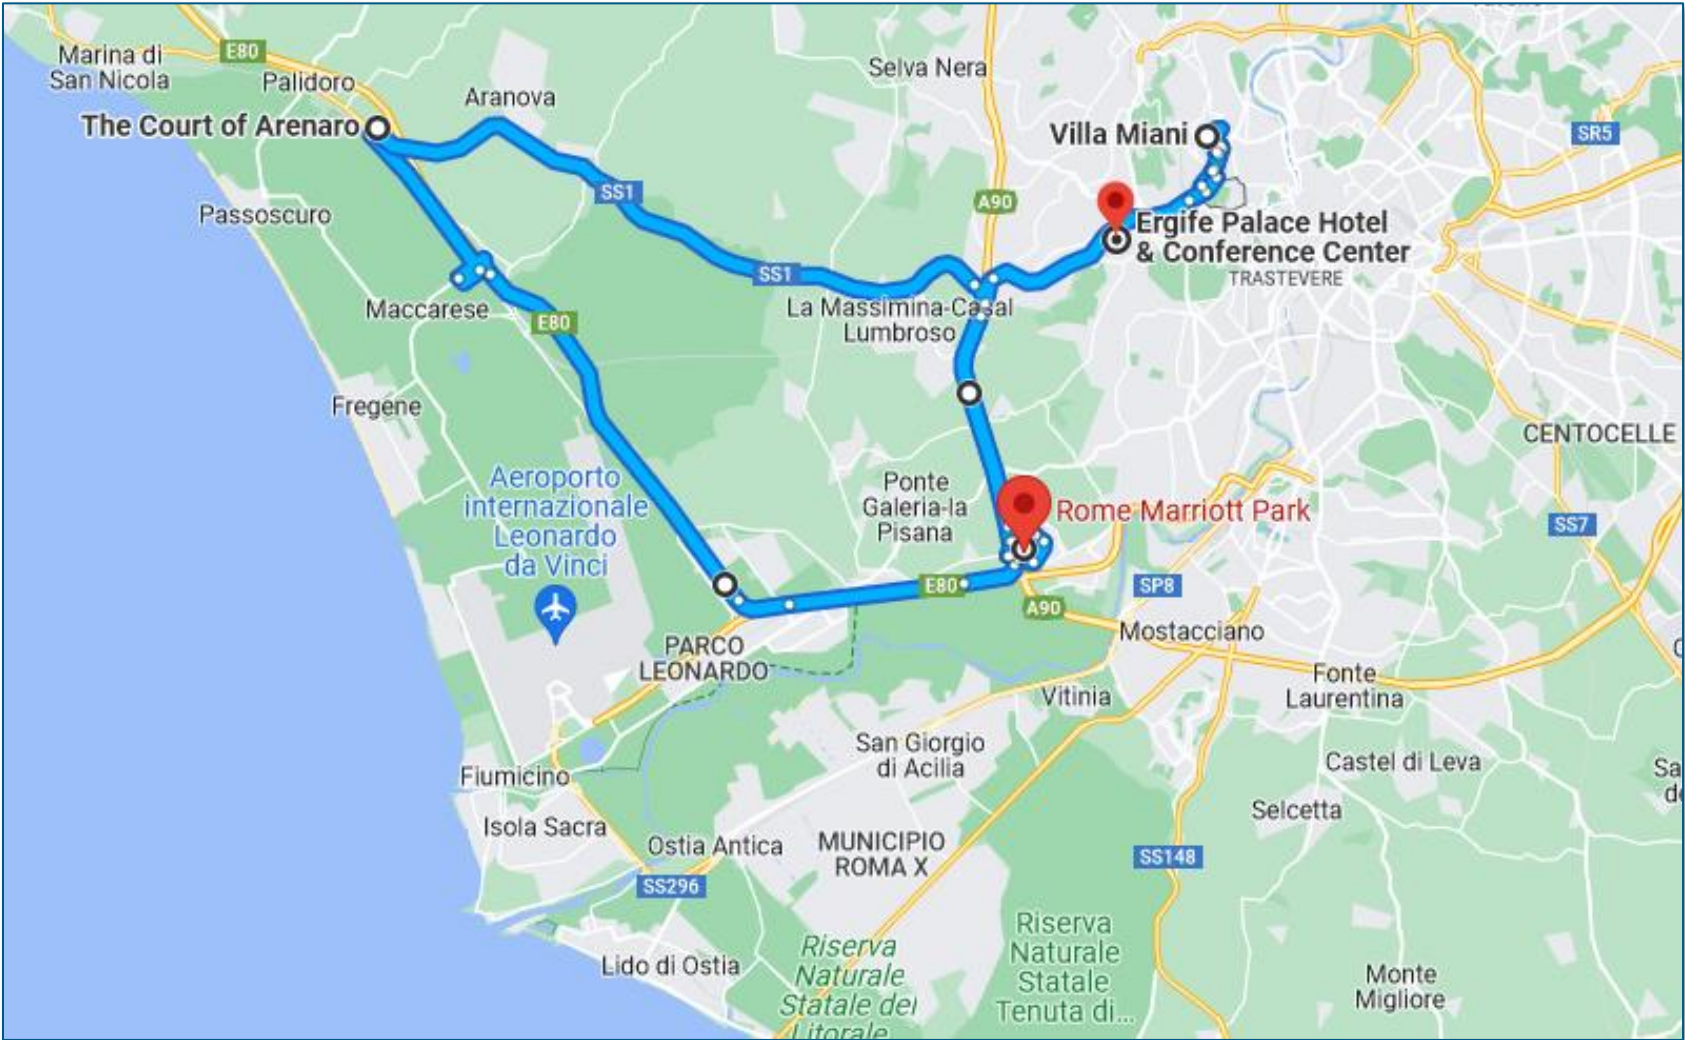 Marina di
San Nicola
E80
Palidoro
Aranova
Selva Nera
The Court of Arenaro
Villa Miani
SR5
SS1
A90
Passoscuro
Ergife Palace Hotel
& Conference Center
TRASTEVERE
SS1
Maccarese
E80
La Massimina-Casal
Lumbroso
Fregene
CENTOCELLE
Aeroporto
internazionale
Leonardo
da Vinci
Ponte
Galeria-la
Pisana
Rome Marriott Park
SS7
E80
SP8
A90
PARCO
LEONARDO
Mostacciano
Vitinia
Fonte
Laurentina
San Giorgio
di Acilia
Castel di Leva
Fiumicino
Selcetta
Isola Sacra
Ostia Antica
MUNICIPIO
ROMA X
SS148
SS296
Riserva
Naturale
Statale del
Litorale
Riserva
Naturale
Statale
Tenuta di...
Lido di Ostia
Monte
Migliore